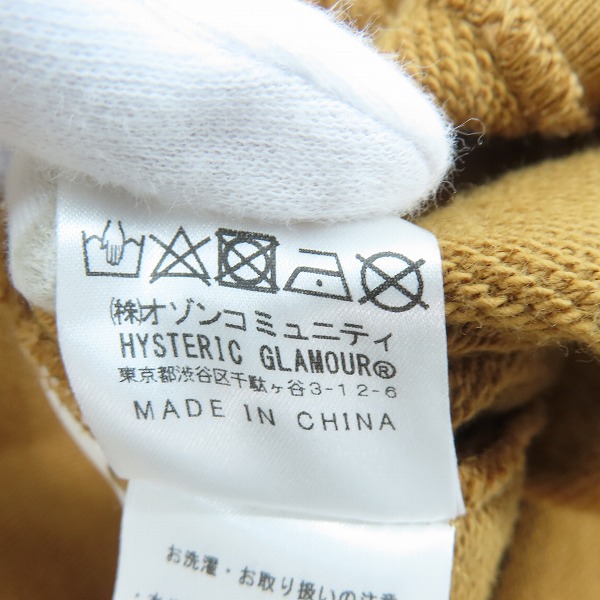 (株)オゾンコミュニティ
HYSTERIC GLAMOUR®
東京都渋谷区千駄ヶ谷3-12-6
MADE IN CHINA
お洗濯・お取り扱いの注意